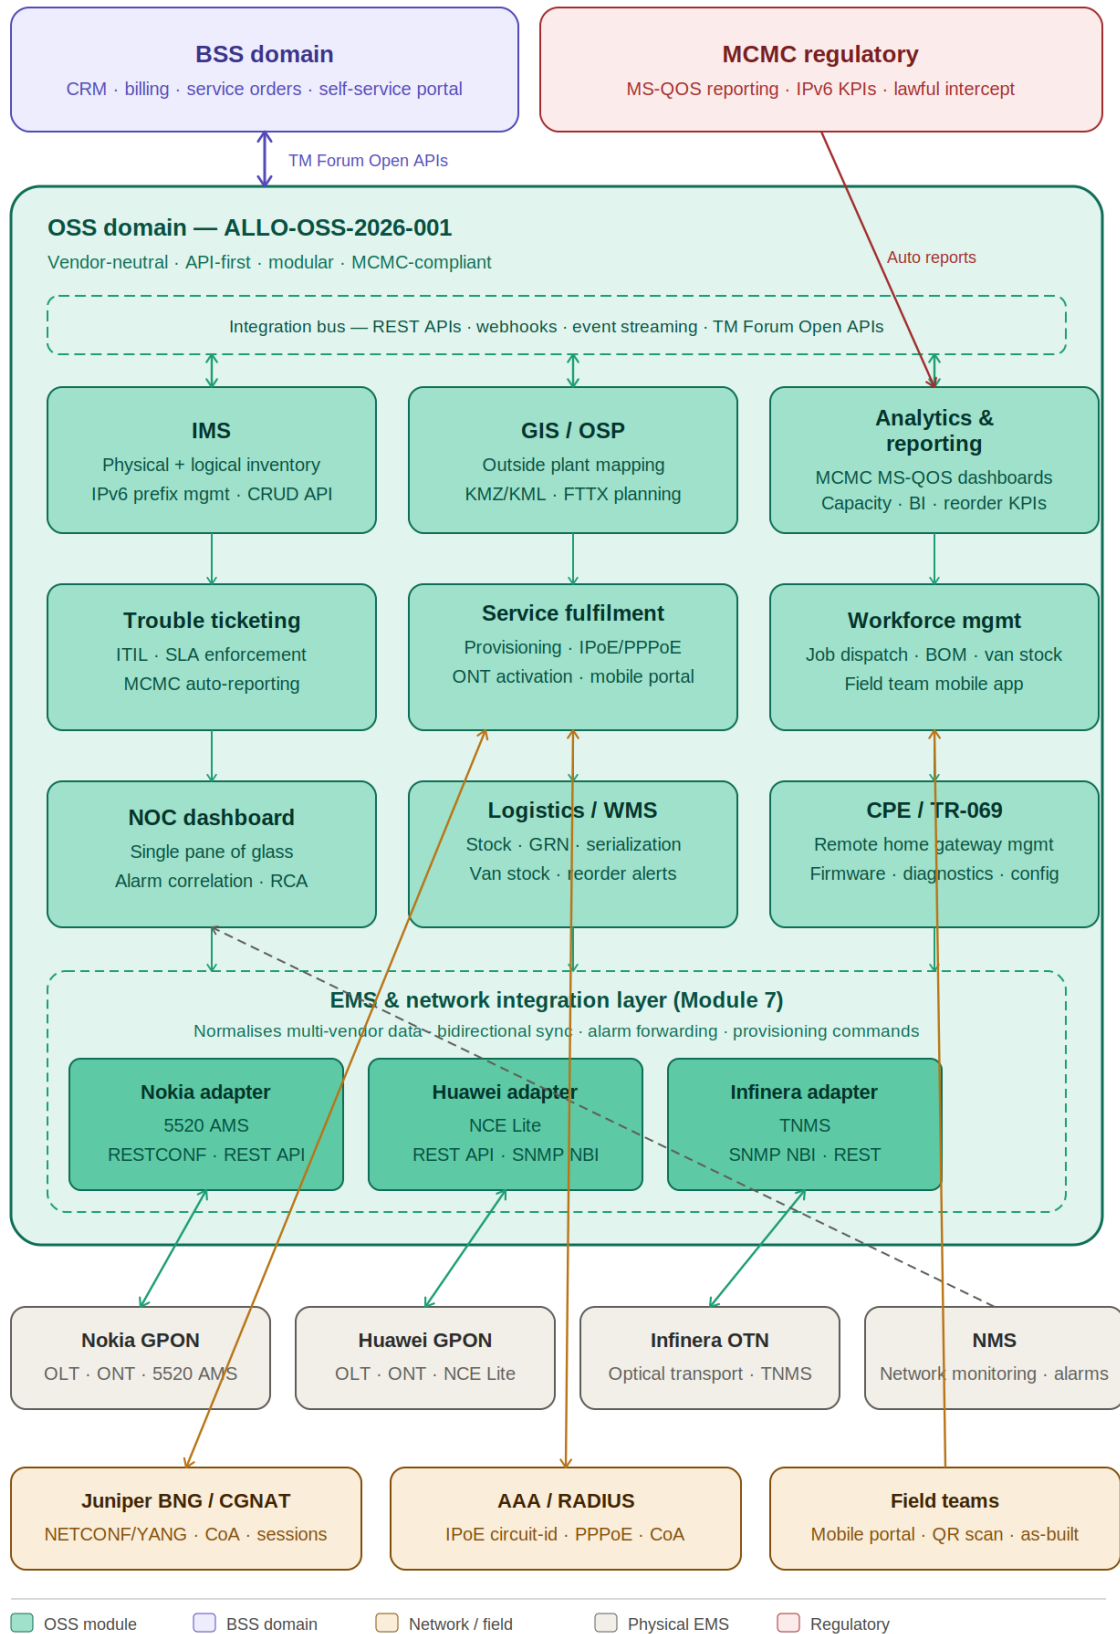 BSS domain
CRM · billing · service orders · self-service portal
MCMC regulatory
MS-QOS reporting · IPv6 KPIs · lawful intercept
TM Forum Open APIs
OSS domain — ALLO-OSS-2026-001
Vendor-neutral · API-first · modular · MCMC-compliant
Auto reports
Integration bus — REST APIs · webhooks · event streaming · TM Forum Open APIs
IMS
Physical + logical inventory
IPv6 prefix mgmt · CRUD API
GIS / OSP
Outside plant mapping
KMZ/KML · FTTX planning
Analytics &
reporting
MCMC MS-QOS dashboards
Capacity · BI · reorder KPIs
Trouble ticketing
ITIL · SLA enforcement
MCMC auto-reporting
Service fulfilment
Provisioning · IPoE/PPPoE
ONT activation · mobile portal
Workforce mgmt
Job dispatch · BOM · van stock
Field team mobile app
NOC dashboard
Single pane of glass
Alarm correlation · RCA
Logistics / WMS
Stock · GRN · serialization
Van stock · reorder alerts
CPE / TR-069
Remote home gateway mgmt
Firmware · diagnostics · config
EMS & network integration layer (Module 7)
Normalises multi-vendor data · bidirectional sync · alarm forwarding · provisioning commands
Nokia adapter
5520 AMS
RESTCONF · REST API
Huawei adapter
NCE Lite
REST API · SNMP NBI
Infinera adapter
TNMS
SNMP NBI · REST
Nokia GPON
OLT · ONT · 5520 AMS
Huawei GPON
OLT · ONT · NCE Lite
Infinera OTN
Optical transport · TNMS
NMS
Network monitoring · alarms
Juniper BNG / CGNAT
NETCONF/YANG · CoA · sessions
AAA / RADIUS
IPoE circuit-id · PPPoE · CoA
Field teams
Mobile portal · QR scan · as-built
OSS module
BSS domain
Network / field
Physical EMS
Regulatory